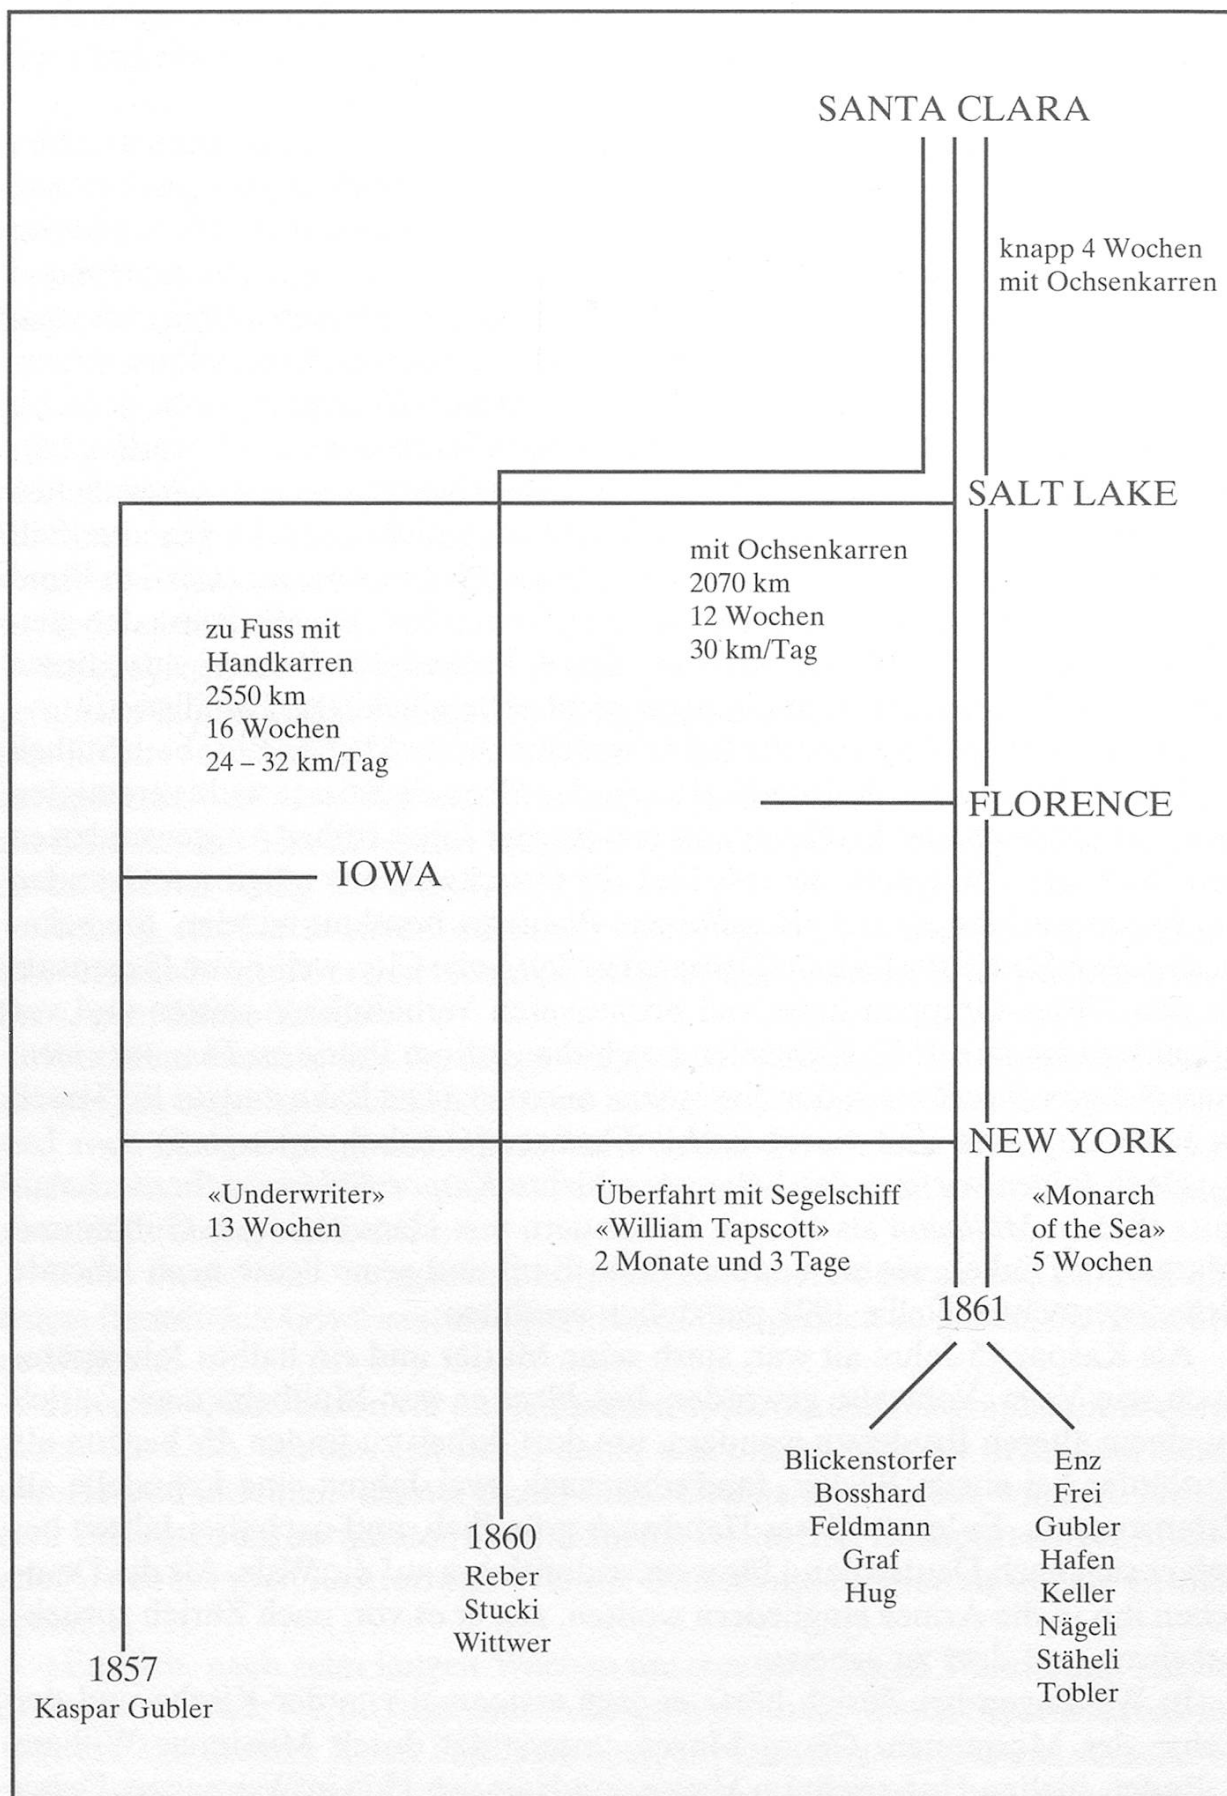 SANTA CLARA
knapp 4 Wochen
mit Ochsenkarren
SALT LAKE
mit Ochsenkarren
2070 km
12 Wochen
30 km/Tag
zu Fuss mit
Handkarren
2550 km
16 Wochen
24 – 32 km/Tag
FLORENCE
IOWA
NEW YORK
«Underwriter»
13 Wochen
Überfahrt mit Segelschiff
«William Tapscott»
2 Monate und 3 Tage
«Monarch
of the Sea»
5 Wochen
1861
Blickenstorfer
Bosshard
Feldmann
Graf
Hug
Enz
Frei
Gubler
Hafen
Keller
Nägeli
Stäheli
Tobler
1860
Reber
Stucki
Wittwer
1857
Kaspar Gubler